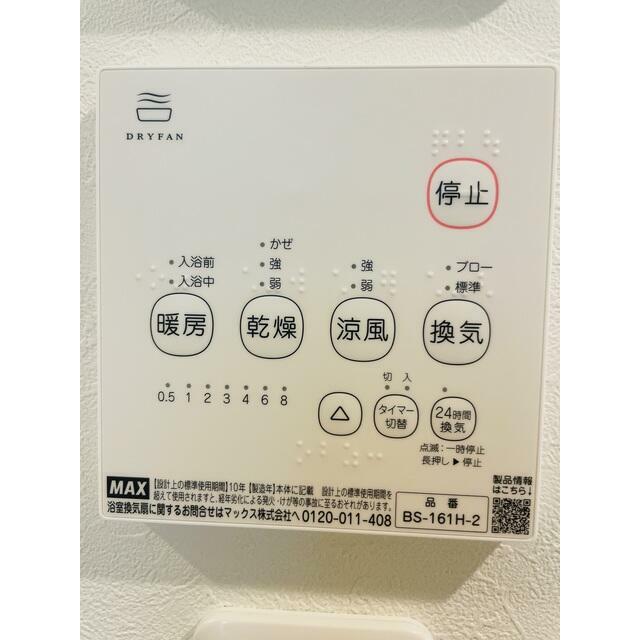 DRYFAN
停止
かぜ
入浴前 強 強 ブロー
入浴中 弱 弱 標準
暖房 乾燥 涼風 換気
切 入
0.5 1 2 3 4 6 8
△ タイマー切替 24時間換気
点滅:一時停止
長押し▶停止
製品情報
はこちら↓
MAX
【設計上の標準使用期間】10年【製造年】本体に記載 設計上の標準使用期間を
超えて使用されますと、経年劣化による発火・けが等の事故に至るおそれがあります。
浴室換気扇に関するお問合せはマックス株式会社へ 0120-011-408
品番
BS-161H-2